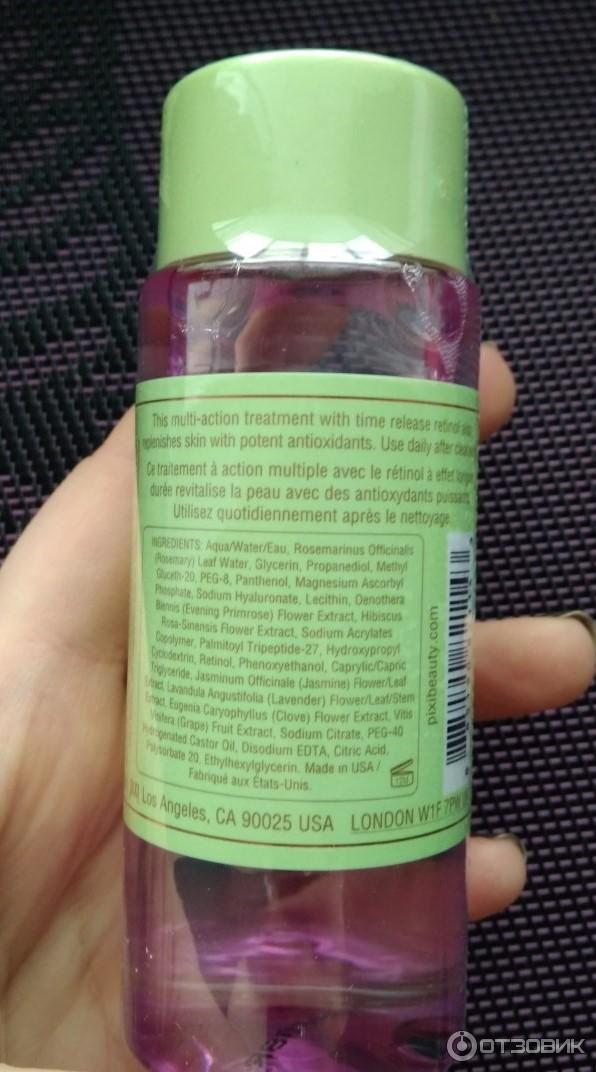 This multi-action treatment with time release retinol
replenishes skin with potent antioxidants. Use daily after
Ce traitement à action multiple avec le rétinol à effet longue
durée revitalise la peau avec des antioxydants puissants.
Utilisez quotidiennement après le nettoyage.
INGREDIENTS: Aqua/Water/Eau, Rosemarinus Officinalis
(Rosemary) Leaf Water, Glycerin, Propanediol, Methyl
Gluceth-20, PEG-8, Panthenol, Magnesium Ascorbyl
Phosphate, Sodium Hyaluronate, Lecithin, Oenothera
Biennis (Evening Primrose) Flower Extract, Hibiscus
Rosa-Sinensis Flower Extract, Sodium Acrylates
Copolymer, Palmitoyl Tripeptide-27, Hydroxypropyl
Cyclodextrin, Retinol, Phenoxyethanol, Caprylic/Capric
Triglyceride, Jasminum Officinale (Jasmine) Flower/Leaf
Extract, Lavandula Angustifolia (Lavender) Flower/Leaf/Stem
Extract, Eugenia Caryophyllus (Clove) Flower Extract, Vitis
Vinifera (Grape) Fruit Extract, Sodium Citrate, PEG-40
Hydrogenated Castor Oil, Disodium EDTA, Citric Acid,
Polysorbate 20, Ethylhexylglycerin. Made in USA /
Fabriqué aux États-Unis.
12M
pixibeauty.com
Los Angeles, CA 90025 USA LONDON W1F 7PW,
ОТЗОВИК